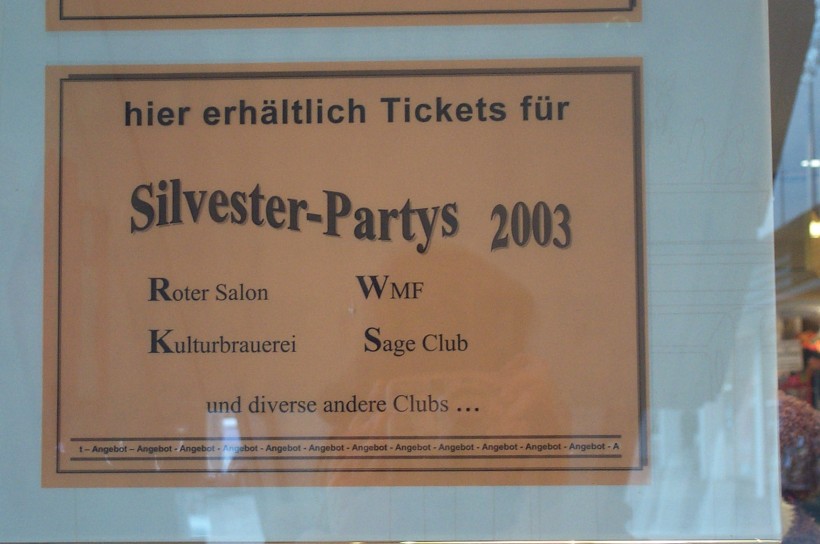 hier erhältlich Tickets für
Silvester-Partys 2003
Roter Salon WMF
Kulturbrauerei Sage Club
und diverse andere Clubs ...
t – Angebot – Angebot - Angebot - Angebot - Angebot - Angebot - Angebot - Angebot - Angebot - Angebot - Angebot - Angebot - A